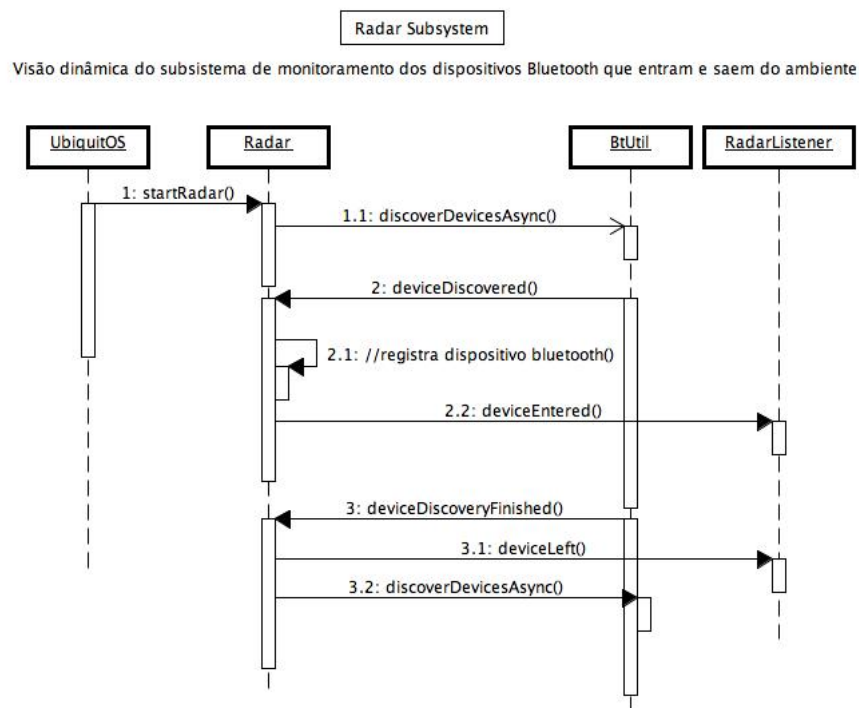 Radar Subsystem
Visão dinâmica do subsistema de monitoramento dos dispositivos Bluetooth que entram e saem do ambiente
UbiquitOS
Radar
BtUtil
RadarListener
1: startRadar()
1.1: discoverDevicesAsync()
2: deviceDiscovered()
2.1: //registra dispositivo bluetooth()
2.2: deviceEntered()
3: deviceDiscoveryFinished()
3.1: deviceLeft()
3.2: discoverDevicesAsync()